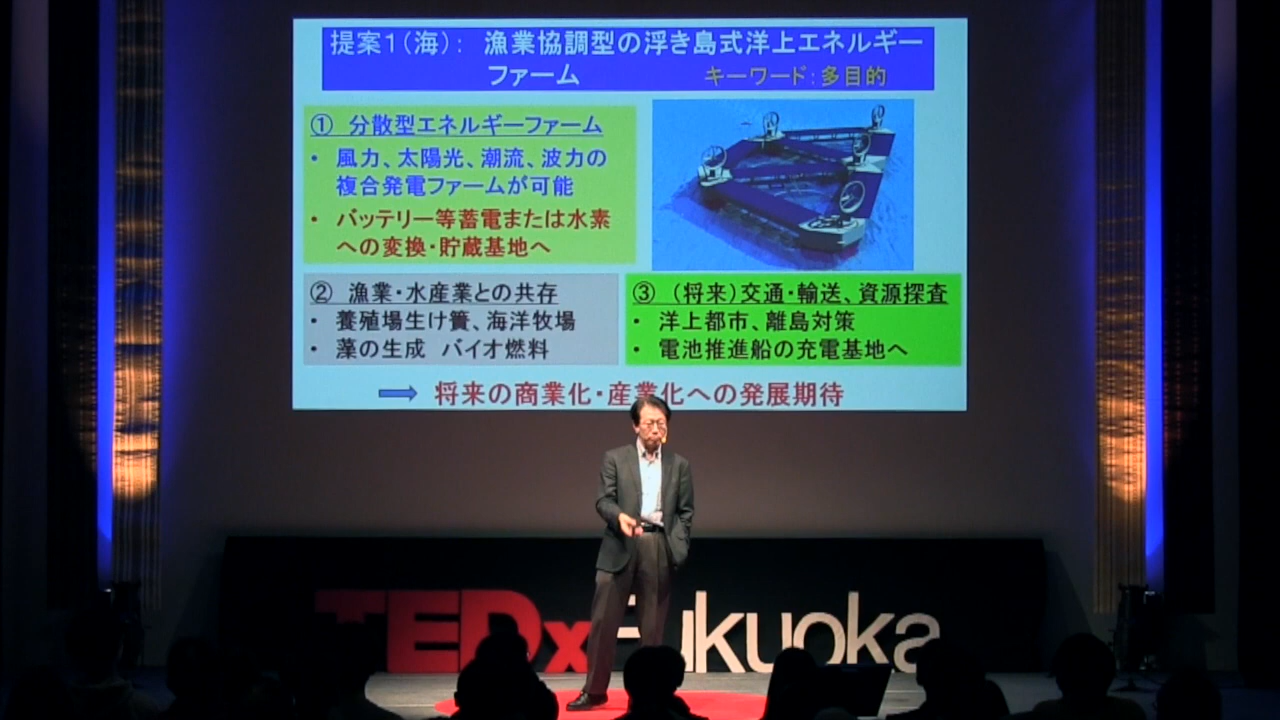 提案１（海）： 漁業協調型の浮き島式洋上エネルギー
ファーム キーワード：多目的
① 分散型エネルギーファーム
• 風力、太陽光、潮流、波力の
複合発電ファームが可能
• バッテリー等蓄電または水素
への変換・貯蔵基地へ
② 漁業・水産業との共存
• 養殖場生け簀、海洋牧場
• 藻の生成 バイオ燃料
③ （将来）交通・輸送、資源探査
• 洋上都市、離島対策
• 電池推進船の充電基地へ
将来の商業化・産業化への発展期待
TEDxFukuoka